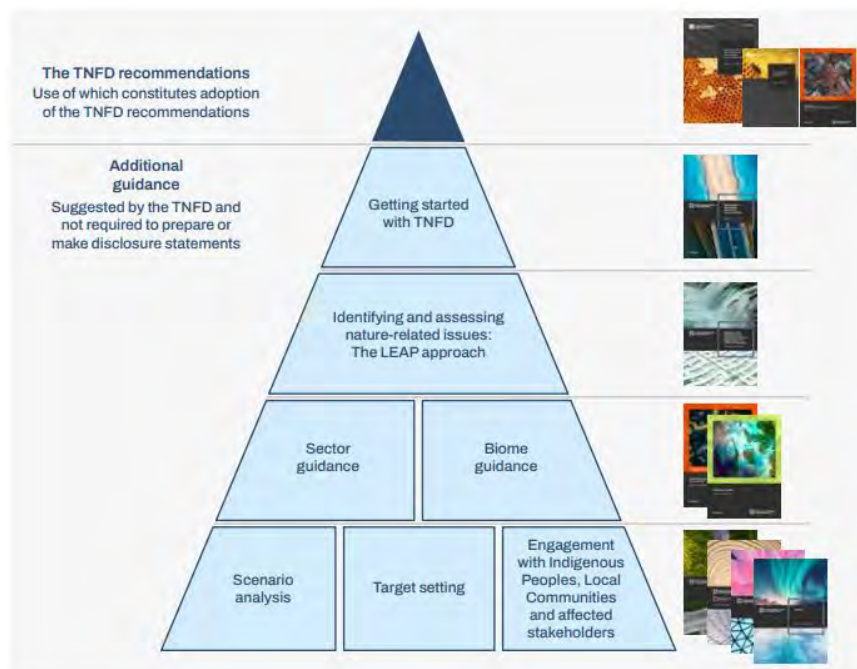 The TNFD recommendations
Use of which constitutes adoption
of the TNFD recommendations
Additional
guidance
Suggested by the TNFD and
not required to prepare or
make disclosure statements
Getting started
with TNFD
Identifying and assessing
nature-related issues:
The LEAP approach
Sector
guidance
Biome
guidance
Scenario
analysis
Target setting
Engagement
with Indigenous
Peoples, Local
Communities
and affected
stakeholders